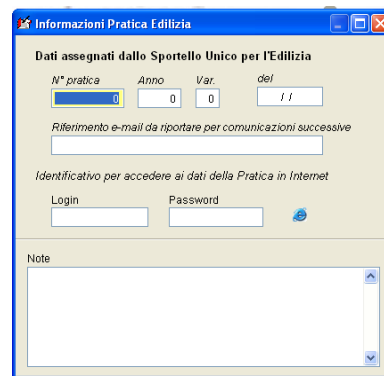 Informazioni Pratica Edilizia
Dati assegnati dallo Sportello Unico per l'Edilizia
N° pratica Anno Var. del
0 0 0 / /
Riferimento e-mail da riportare per comunicazioni successive
Identificativo per accedere ai dati della Pratica in Internet
Login Password
Note